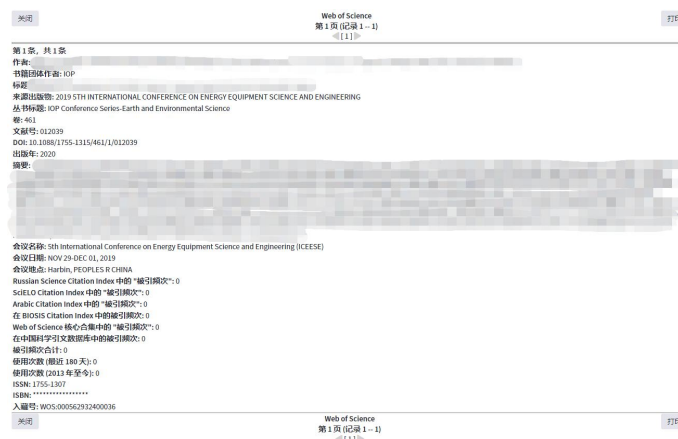 关闭
Web of Science
打印
第 1 页 (记录 1 -- 1)
[ 1 ]
第 1 条，共 1 条
作者:
书籍团体作者: IOP
标题
来源出版物: 2019 5TH INTERNATIONAL CONFERENCE ON ENERGY EQUIPMENT SCIENCE AND ENGINEERING
丛书标题: IOP Conference Series-Earth and Environmental Science
卷: 461
文献号: 012039
DOI: 10.1088/1755-1315/461/1/012039
出版年: 2020
摘要:
会议名称: 5th International Conference on Energy Equipment Science and Engineering (ICEESE)
会议日期: NOV 29-DEC 01, 2019
会议地点: Harbin, PEOPLES R CHINA
Russian Science Citation Index 中的 "被引频次": 0
SciELO Citation Index 中的 "被引频次": 0
Arabic Citation Index 中的 "被引频次": 0
在 BIOSIS Citation Index 中的被引频次: 0
Web of Science 核心合集中的 "被引频次": 0
在中国科学引文数据库中的被引频次: 0
被引频次合计: 0
使用次数 (最近 180 天): 0
使用次数 (2013 年至今): 0
ISSN: 1755-1307
ISBN: *****************
入藏号: WOS:000562932400036
关闭
Web of Science
打印
第 1 页 (记录 1 -- 1)
[ 1 ]